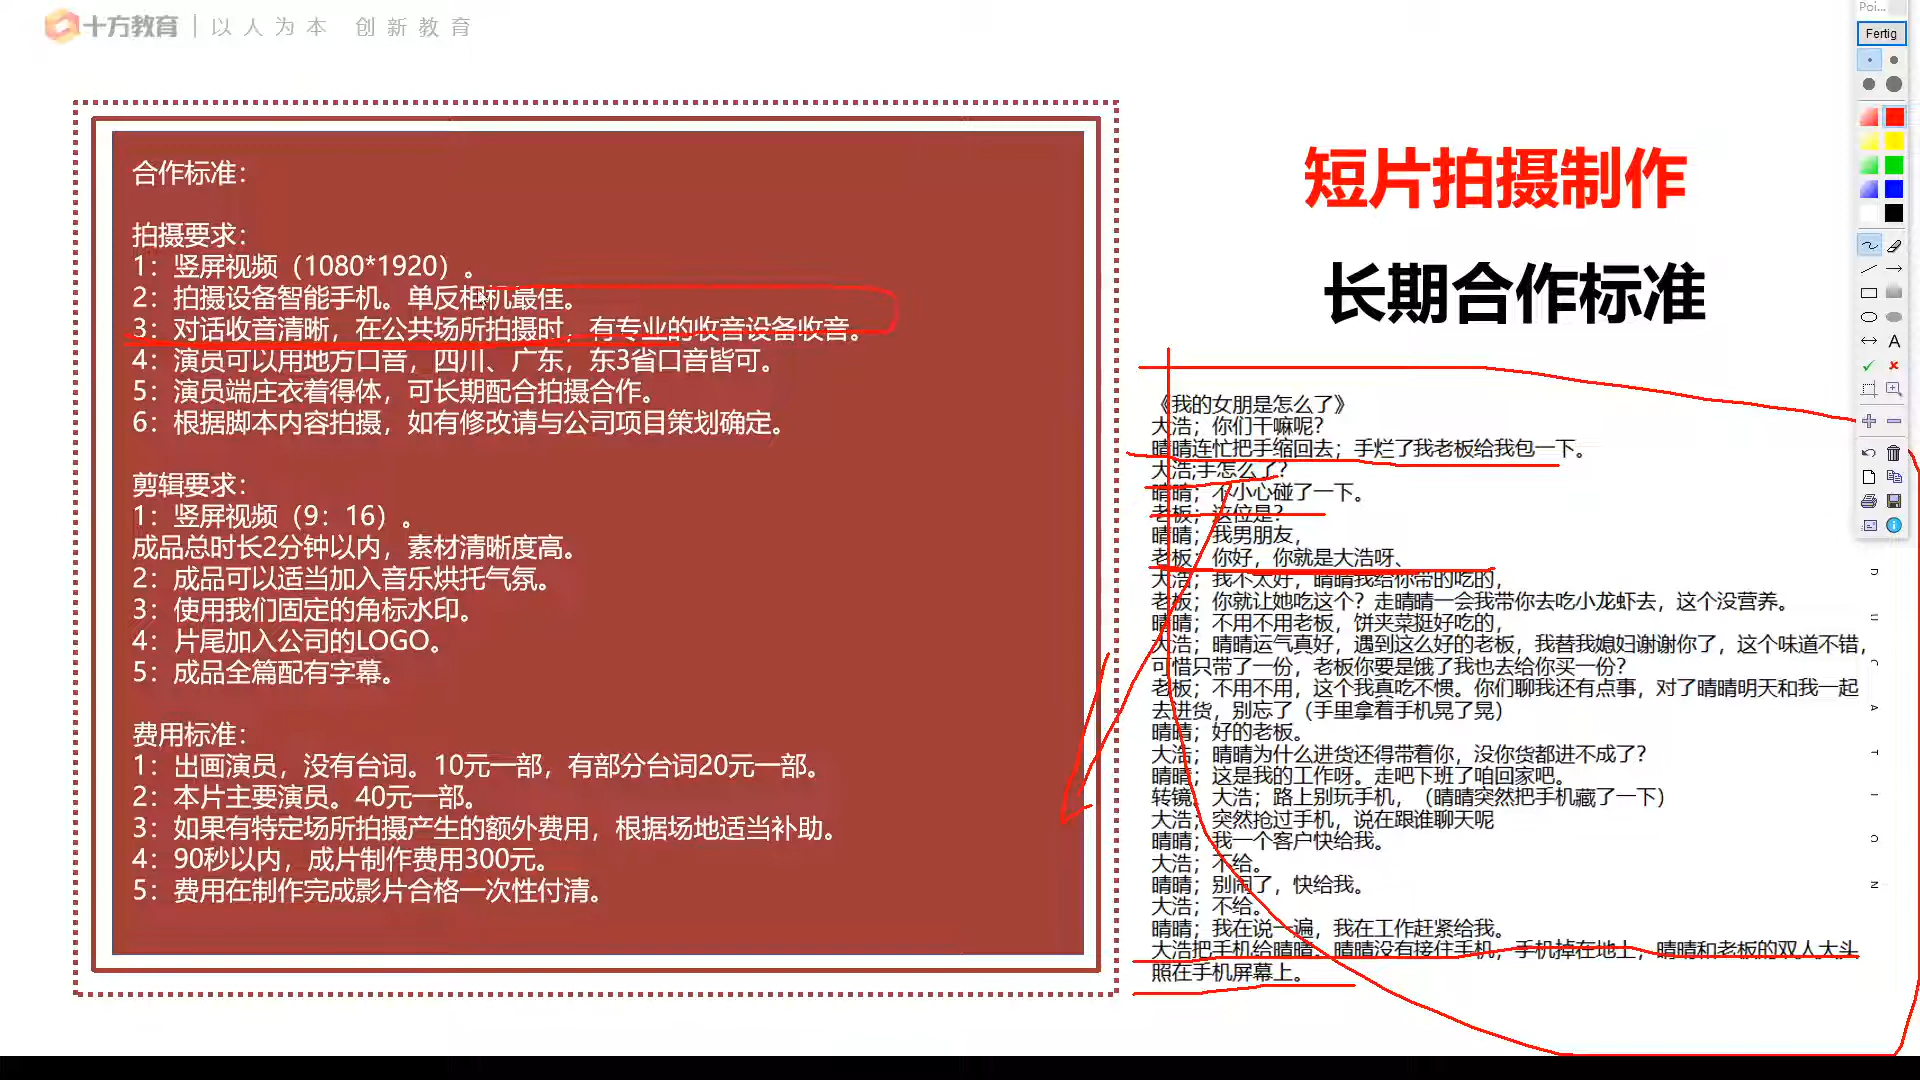 十方教育 | 以人为本 创新教育
合作标准：
拍摄要求：
1：竖屏视频（1080*1920）。
2：拍摄设备智能手机。单反相机最佳。
3：对话收音清晰，在公共场所拍摄时，有专业的收音设备收音。
4：演员可以用地方口音，四川、广东，东3省口音皆可。
5：演员端庄衣着得体，可长期配合拍摄合作。
6：根据脚本内容拍摄，如有修改请与公司项目策划确定。
剪辑要求：
1：竖屏视频（9：16）。
成品总时长2分钟以内，素材清晰度高。
2：成品可以适当加入音乐烘托气氛。
3：使用我们固定的角标水印。
4：片尾加入公司的LOGO。
5：成品全篇配有字幕。
费用标准：
1：出画演员，没有台词。10元一部，有部分台词20元一部。
2：本片主要演员。40元一部。
3：如果有特定场所拍摄产生的额外费用，根据场地适当补助。
4：90秒以内，成片制作费用300元。
5：费用在制作完成影片合格一次性付清。
短片拍摄制作
长期合作标准
《我的女朋是怎么了》
大浩；你们干嘛呢？
晴晴连忙把手缩回去；手烂了我老板给我包一下。
大浩;手怎么了？
晴晴；不小心碰了一下。
老板；这位是？
晴晴；我男朋友，
老板；你好，你就是大浩呀、
大浩；我不太好，晴晴我给你带的吃的，
老板；你就让她吃这个？走晴晴一会我带你去吃小龙虾去，这个没营养。
晴晴；不用不用老板，饼夹菜挺好吃的，
大浩；晴晴运气真好，遇到这么好的老板，我替我媳妇谢谢你了，这个味道不错，
可惜只带了一份，老板你要是饿了我也去给你买一份？
老板；不用不用，这个我真吃不惯。你们聊我还有点事，对了晴晴明天和我一起
去进货，别忘了（手里拿着手机晃了晃）
晴晴；好的老板。
大浩；晴晴为什么进货还得带着你，没你货都进不成了？
晴晴；这是我的工作呀。走吧下班了咱回家吧。
转镜、大浩；路上别玩手机，（晴晴突然把手机藏了一下）
大浩，突然抢过手机，说在跟谁聊天呢
晴晴；我一个客户快给我。
大浩；不给。
晴晴；别闹了，快给我。
大浩；不给。
晴晴；我在说一遍，我在工作赶紧给我。
大浩把手机给晴晴。晴晴没有接住手机，手机掉在地上，晴晴和老板的双人大头
照在手机屏幕上。
Poi...
Fertig
A